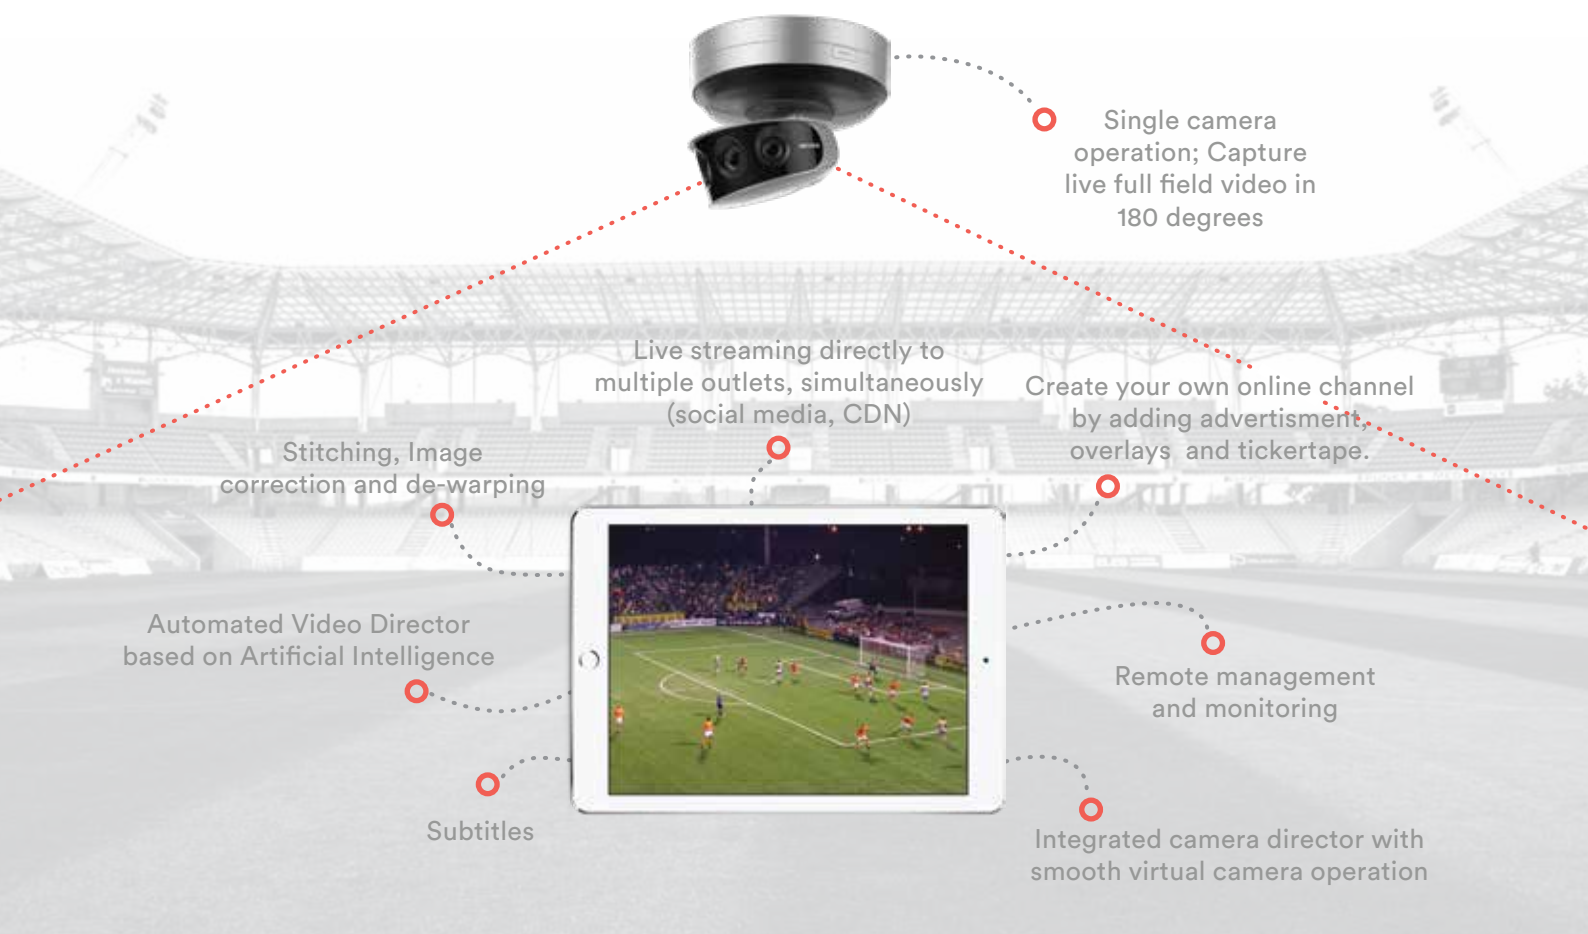 Single camera
operation; Capture
live full field video in
180 degrees
Live streaming directly to
multiple outlets, simultaneously
(social media, CDN)
Create your own online channel
by adding advertisment,
overlays and tickertape.
Stitching, Image
correction and de-warping
Automated Video Director
based on Artificial Intelligence
Remote management
and monitoring
Subtitles
Integrated camera director with
smooth virtual camera operation